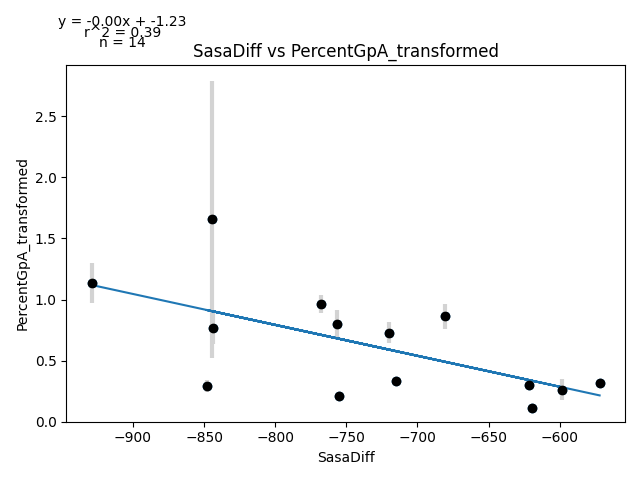 y = -0.00x + -1.23
r^2 = 0.39
n = 14
SasaDiff vs PercentGpA_transformed
PercentGpA_transformed
2.5
2.0
1.5
1.0
0.5
0.0
−900 −850 −800 −750 −700 −650 −600
SasaDiff